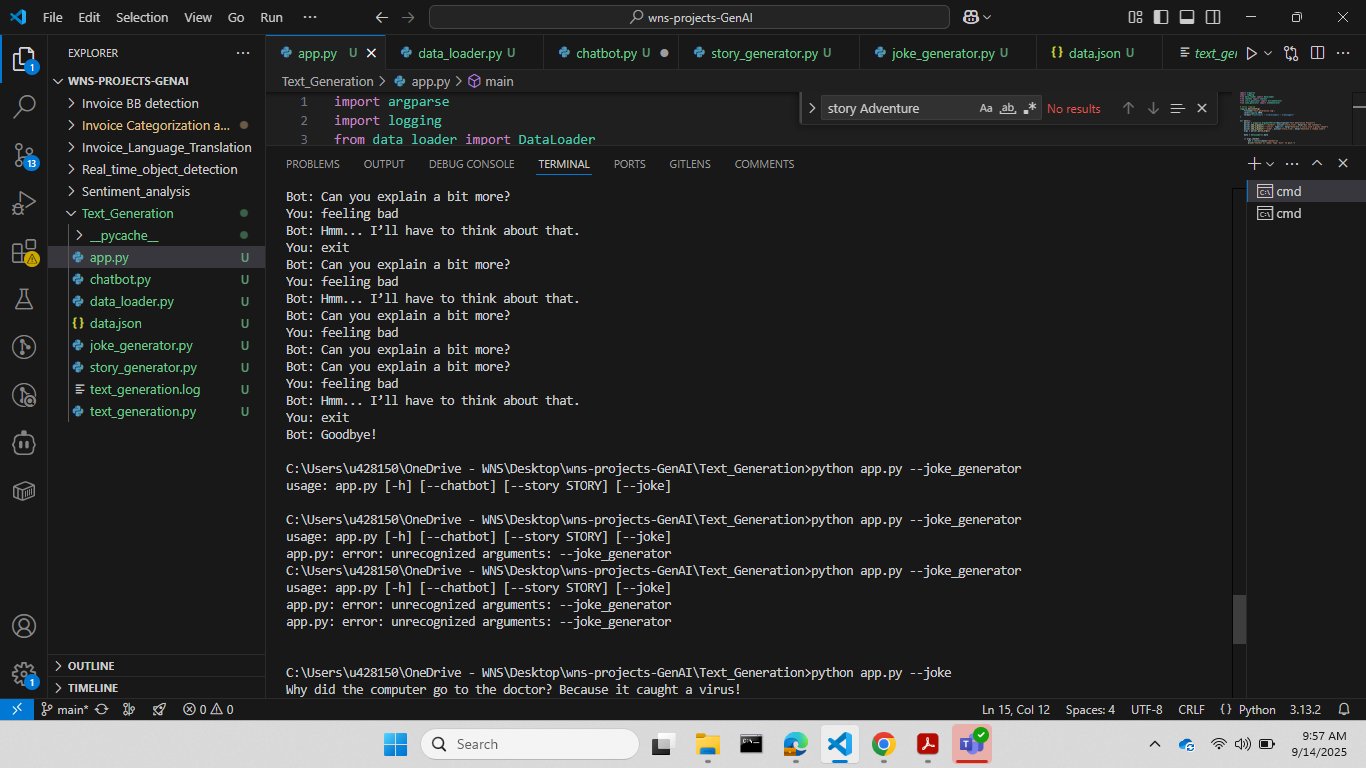 File Edit Selection View Go Run ···
wns-projects-GenAI
EXPLORER
WNS-PROJECTS-GENAI
Invoice BB detection
Invoice Categorization a...
Invoice_Language_Translation
Real_time_object_detection
Sentiment_analysis
Text_Generation
__pycache__
app.py U
chatbot.py U
data_loader.py U
data.json U
joke_generator.py U
story_generator.py U
text_generation.log U
text_generation.py U
OUTLINE
TIMELINE
1
13
1
app.py U data_loader.py U chatbot.py U story_generator.py U joke_generator.py U data.json U text_ge
Text_Generation > app.py > main
1 import argparse
2 import logging
3 from data_loader import DataLoader
story Adventure Aa ab .* No results
PROBLEMS OUTPUT DEBUG CONSOLE TERMINAL PORTS GITLENS COMMENTS
cmd
cmd
Bot: Can you explain a bit more?
You: feeling bad
Bot: Hmm... I’ll have to think about that.
You: exit
Bot: Can you explain a bit more?
You: feeling bad
Bot: Hmm... I’ll have to think about that.
Bot: Can you explain a bit more?
You: feeling bad
Bot: Can you explain a bit more?
Bot: Can you explain a bit more?
You: feeling bad
Bot: Hmm... I’ll have to think about that.
You: exit
Bot: Goodbye!
C:\Users\u428150\OneDrive - WNS\Desktop\wns-projects-GenAI\Text_Generation>python app.py --joke_generator
usage: app.py [-h] [--chatbot] [--story STORY] [--joke]
C:\Users\u428150\OneDrive - WNS\Desktop\wns-projects-GenAI\Text_Generation>python app.py --joke_generator
usage: app.py [-h] [--chatbot] [--story STORY] [--joke]
app.py: error: unrecognized arguments: --joke_generator
C:\Users\u428150\OneDrive - WNS\Desktop\wns-projects-GenAI\Text_Generation>python app.py --joke_generator
usage: app.py [-h] [--chatbot] [--story STORY] [--joke]
app.py: error: unrecognized arguments: --joke_generator
app.py: error: unrecognized arguments: --joke_generator
C:\Users\u428150\OneDrive - WNS\Desktop\wns-projects-GenAI\Text_Generation>python app.py --joke
Why did the computer go to the doctor? Because it caught a virus!
main* 0 0 Ln 15, Col 12 Spaces: 4 UTF-8 CRLF {} Python 3.13.2
Search
9:57 AM
9/14/2025